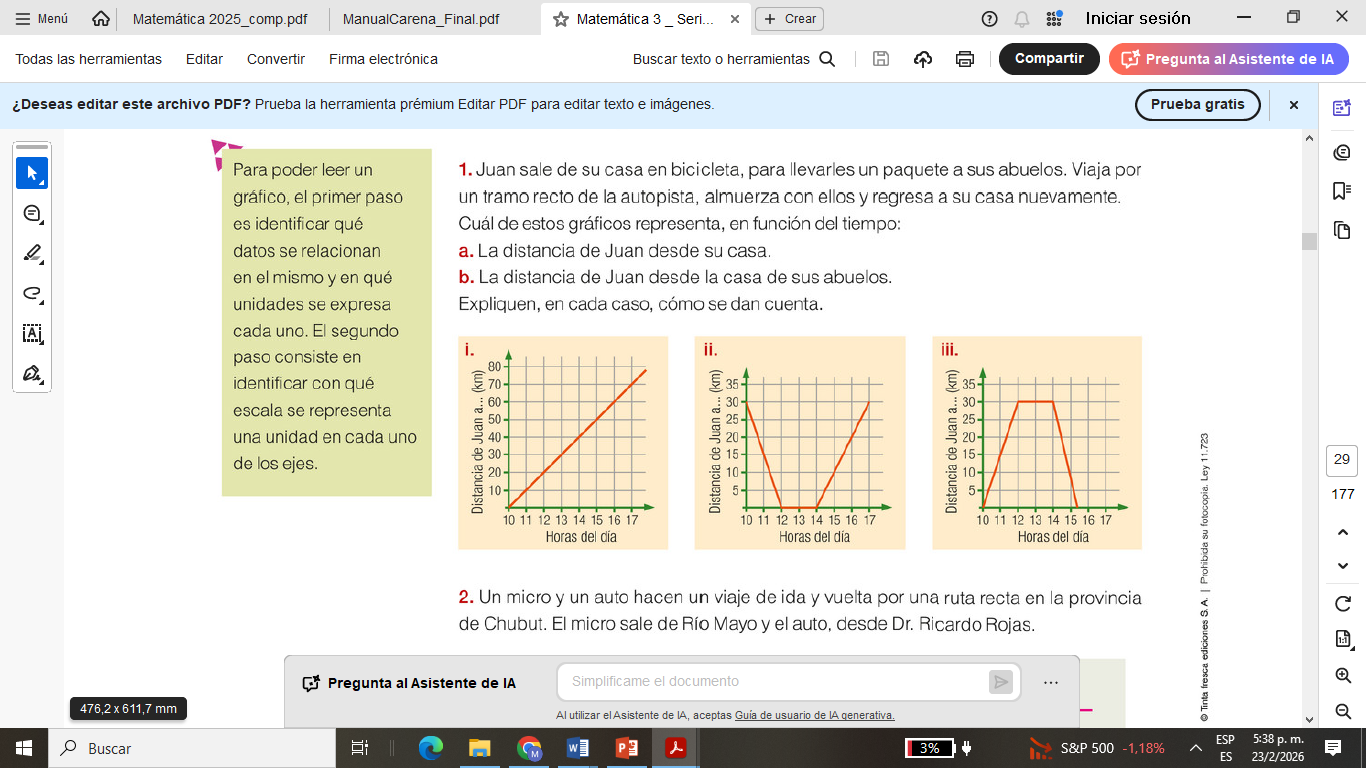 Menú
Matemática 2025_comp.pdf
ManualCarena_Final.pdf
Matemática 3 _ Seri...
Crear
Iniciar sesión
Todas las herramientas
Editar
Convertir
Firma electrónica
Buscar texto o herramientas
Compartir
Pregunta al Asistente de IA
¿Deseas editar este archivo PDF? Prueba la herramienta prémium Editar PDF para editar texto e imágenes.
Prueba gratis
Para poder leer un
gráfico, el primer paso
es identificar qué
datos se relacionan
en el mismo y en qué
unidades se expresa
cada uno. El segundo
paso consiste en
identificar con qué
escala se representa
una unidad en cada uno
de los ejes.
1. Juan sale de su casa en bicicleta, para llevarles un paquete a sus abuelos. Viaja por
un tramo recto de la autopista, almuerza con ellos y regresa a su casa nuevamente.
Cuál de estos gráficos representa, en función del tiempo:
a. La distancia de Juan desde su casa.
b. La distancia de Juan desde la casa de sus abuelos.
Expliquen, en cada caso, cómo se dan cuenta.
i.
Distancia de Juan a... (km)
80
70
60
50
40
30
20
10
10 11 12 13 14 15 16 17
Horas del día
ii.
Distancia de Juan a... (km)
35
30
25
20
15
10
5
10 11 12 13 14 15 16 17
Horas del día
iii.
Distancia de Juan a... (km)
35
30
25
20
15
10
5
10 11 12 13 14 15 16 17
Horas del día
2. Un micro y un auto hacen un viaje de ida y vuelta por una ruta recta en la provincia
de Chubut. El micro sale de Río Mayo y el auto, desde Dr. Ricardo Rojas.
© Tinta fresca ediciones S. A. | Prohibida su fotocopia. Ley 11.723
29
177
1:1
Pregunta al Asistente de IA
Simplificame el documento
Al utilizar el Asistente de IA, aceptas Guía de usuario de IA generativa.
476,2 x 611,7 mm
Buscar
3%
S&P 500 -1,18%
ESP
ES
5:38 p. m.
23/2/2026